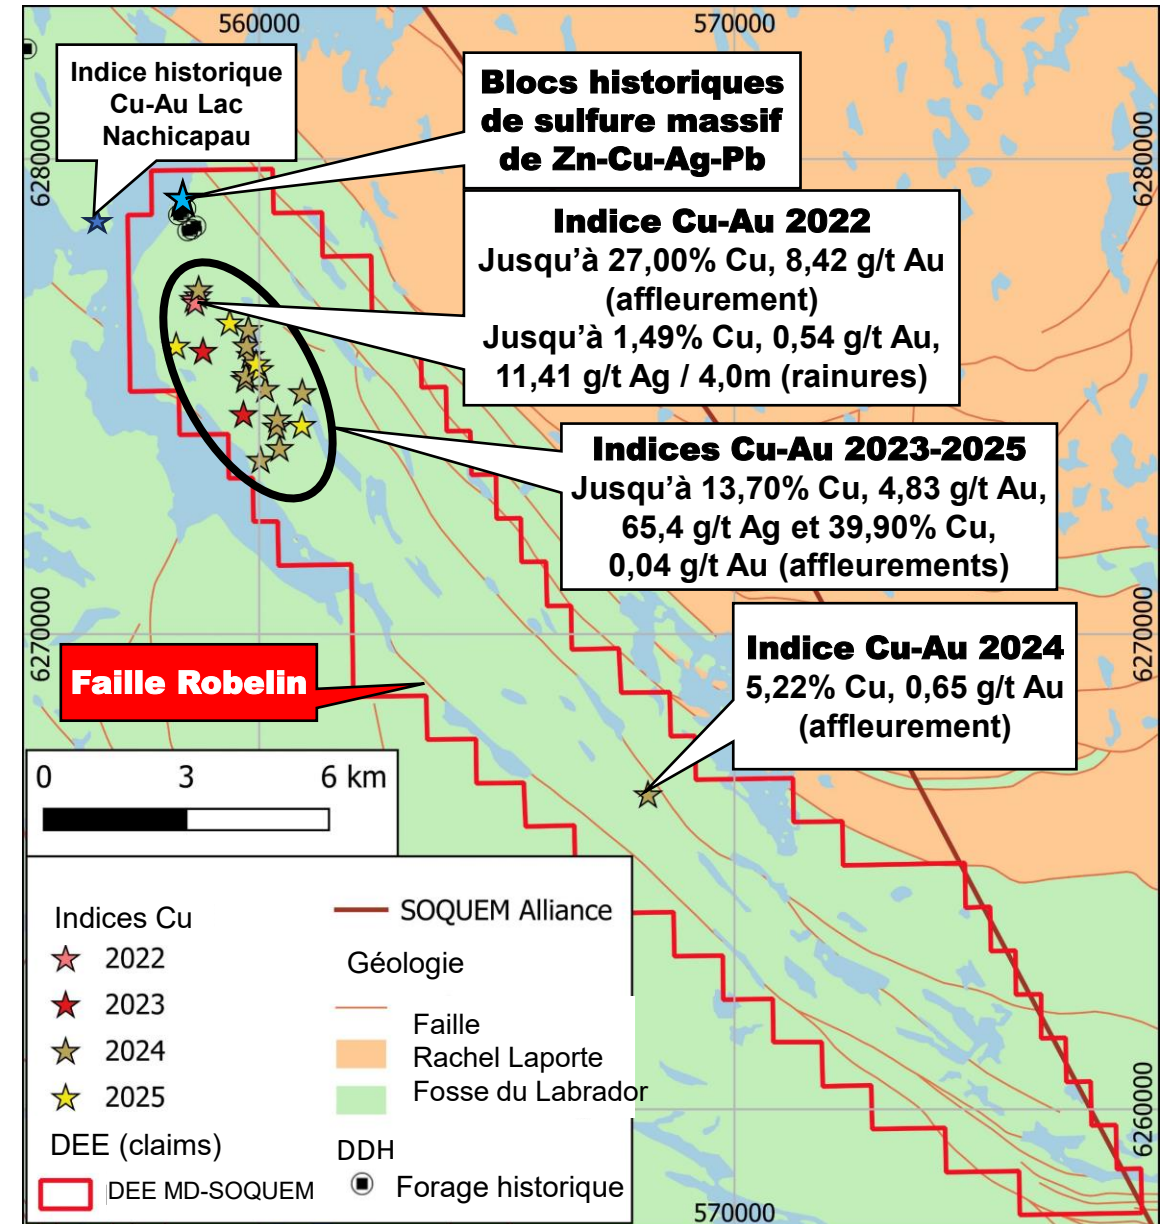 560000
570000
6280000
6280000
Indice historique
Cu-Au Lac
Nachicapau
Blocs historiques
de sulfure massif
de Zn-Cu-Ag-Pb
Indice Cu-Au 2022
Jusqu'à 27,00% Cu, 8,42 g/t Au
(affleurement)
Jusqu'à 1,49% Cu, 0,54 g/t Au,
11,41 g/t Ag / 4,0m (rainures)
Indices Cu-Au 2023-2025
Jusqu'à 13,70% Cu, 4,83 g/t Au,
65,4 g/t Ag et 39,90% Cu,
0,04 g/t Au (affleurements)
6270000
6270000
Indice Cu-Au 2024
5,22% Cu, 0,65 g/t Au
(affleurement)
Faille Robelin
0 3 6 km
Indices Cu
2022
2023
2024
2025
DEE (claims)
DEE MD-SOQUEM
SOQUEM Alliance
Géologie
Faille
Rachel Laporte
Fosse du Labrador
DDH
Forage historique
6260000
570000